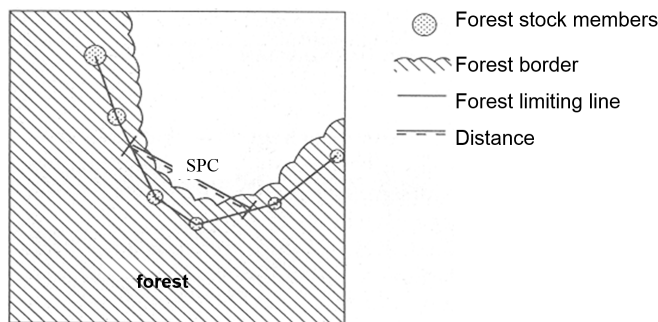 Forest stock members
Forest border
Forest limiting line
Distance
SPC
forest